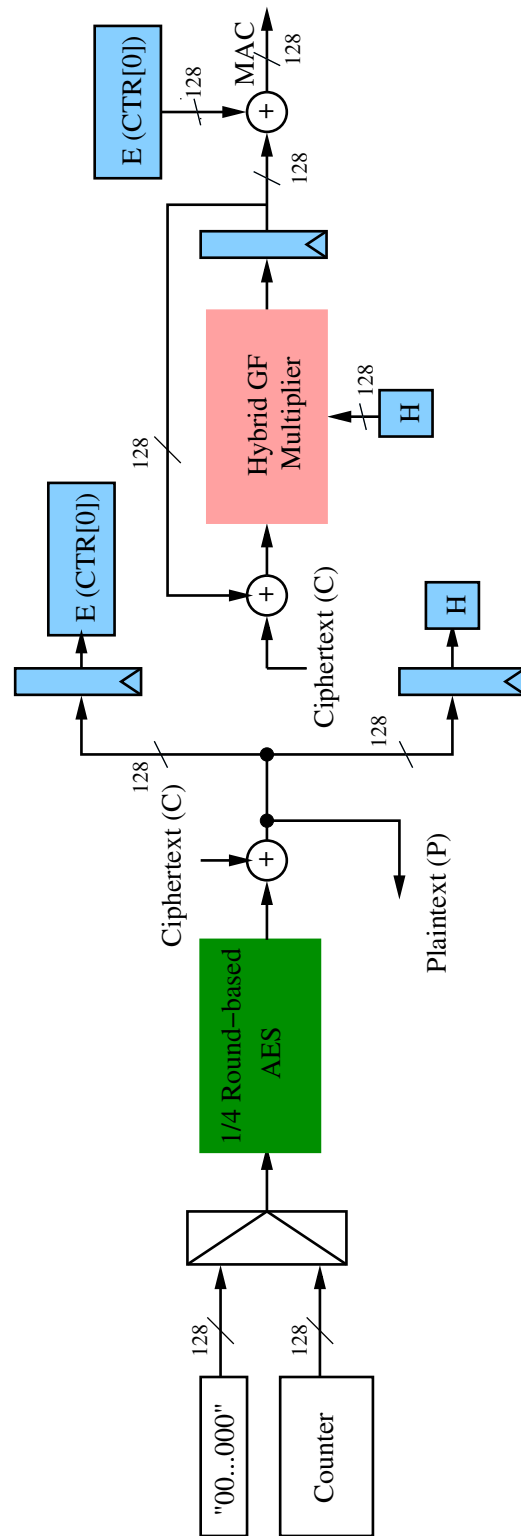 "00...000"
128
Counter
128
1/4 Round−based
AES
Ciphertext (C)
+
Plaintext (P)
128
E (CTR[0])
128
H
Ciphertext (C)
+
128
Hybrid GF
Multiplier
128
H
128
E (CTR[0])
128
+
MAC
128